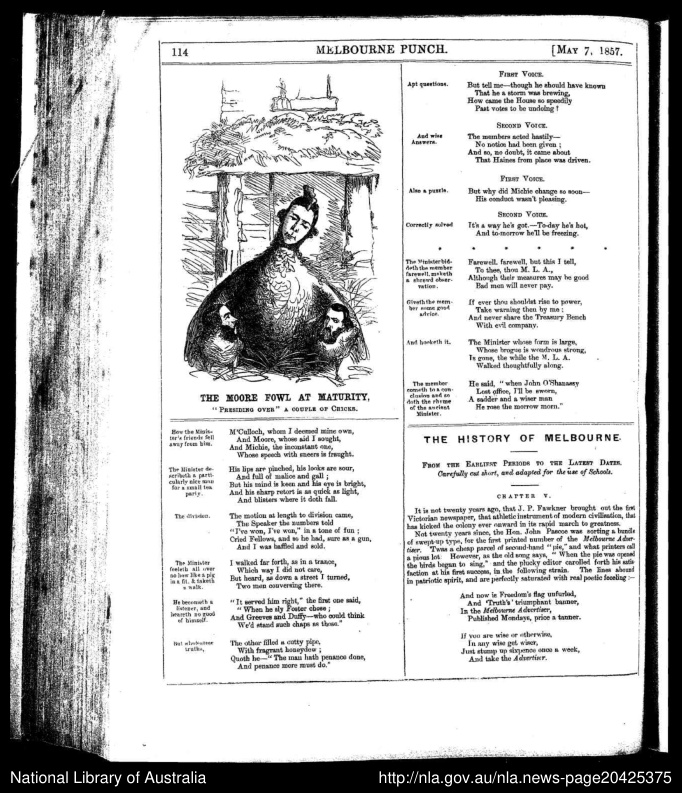 114
MELBOURNE PUNCH.
[MAY 7, 1857.
THE MOORE FOWL AT MATURITY,
"PRESIDING OVER" A COUPLE OF CHICKS.
How the Minis-
ter's friends fell
away from him.
M'Culloch, whom I deemed mine own,
And Moore, whose aid I sought,
And Michie, the inconstant one,
Whose speech with sneers is fraught.
The Minister de-
scribeth a parti-
cularly nice man
for a small tea
party.
His lips are pinched, his looks are sour,
And full of malice and gall;
But his mind is keen and his eye is bright,
And his sharp retort is as quick as light,
And blisters where it doth fall.
The division.
The motion at length to division came,
The Speaker the numbers told
"I've won, I've won," in a tone of fun;
Cried Fellows, and so he had, sure as a gun,
And I was baffled and sold.
The Minister
feeleth all over
no how like a pig
in a fit, & taketh
a walk.
I walked far forth, as in a trance,
Which way I did not care,
But heard, as down a street I turned,
Two men conversing there.
He becometh a
listener, and
heareth no good
of himself.
"It served him right," the first one said,
"When he sly Foster chose;
And Greeves and Duffy—who could think
We'd stand such chaps as those."
But
truths,
The other filled a cutty pipe,
With fragrant honeydew;
Quoth he—"The man hath penance done,
And penance more must do."
FIRST VOICE.
Apt questions.
But tell me—though he should have known
That he a storm was brewing,
How came the House so speedily
Past votes to be undoing?
SECOND VOICE.
And wise
Answers.
The members acted hastily—
No notice had been given;
And so, no doubt, it came about
That Haines from place was driven.
FIRST VOICE.
Also a puzzle.
But why did Michie change so soon—
His conduct wasn't pleasing.
SECOND VOICE.
Correctly solved
It's a way he's got.—To-day he's hot,
And to-morrow he'll be freezing.
* * * * * *
The Minister bid-
deth the member
farewell, maketh
a shrewd obser-
vation.
Farewell, farewell, but this I tell,
To thee, thou M. L. A.,
Although their measures may be good
Bad men will never pay.
Giveth the mem-
ber some good
advice.
If ever thou shouldst rise to power,
Take warning then by me;
And never share the Treasury Bench
With evil company.
And hooketh it.
The Minister whose form is large,
Whose brogue is wondrous strong,
Is gone, the while the M. L. A.
Walked thoughtfully along.
The member
cometh to a con-
clusion and so
doth the rhyme
of the ancient
Minister.
He said, "when John O'Shanassy
Lost office, I'll be sworn,
A sadder and a wiser man
He rose the morrow morn."
THE HISTORY OF MELBOURNE.
FROM THE EARLIEST PERIODS TO THE LATEST DATES.
Carefully cut short, and adapted for the use of Schools.
CHAPTER V.
It is not twenty years ago, that J. P. Fawkner brought out the first
Victorian newspaper, that athletic instrument of modern civilisation, that
has kicked the colony ever onward in its rapid march to greatness.
Not twenty years since, the Hon. John Pascoe was sorting a bundle
of swept-up type, for the first printed number of the Melbourne Adver-
tiser. 'Twas a cheap parcel of second-hand "pie," and what printers call
a pious lot However, as the old song says, "When the pie was opened
the birds began to sing," and the plucky editor carolled forth his satis-
faction at his first success, in the following strain. The lines abound
in patriotic spirit, and are perfectly saturated with real poetic feeling:—
And now is Freedom's flag unfurled,
And 'Truth's' triumphant banner,
In the Melbourne Advertiser,
Published Mondays, price a tanner.
If you are wise or otherwise,
In any wise get wiser,
Just stump up sixpence once a week,
And take the Advertiser.
National Library of Australia
http://nla.gov.au/nla.news-page20425375